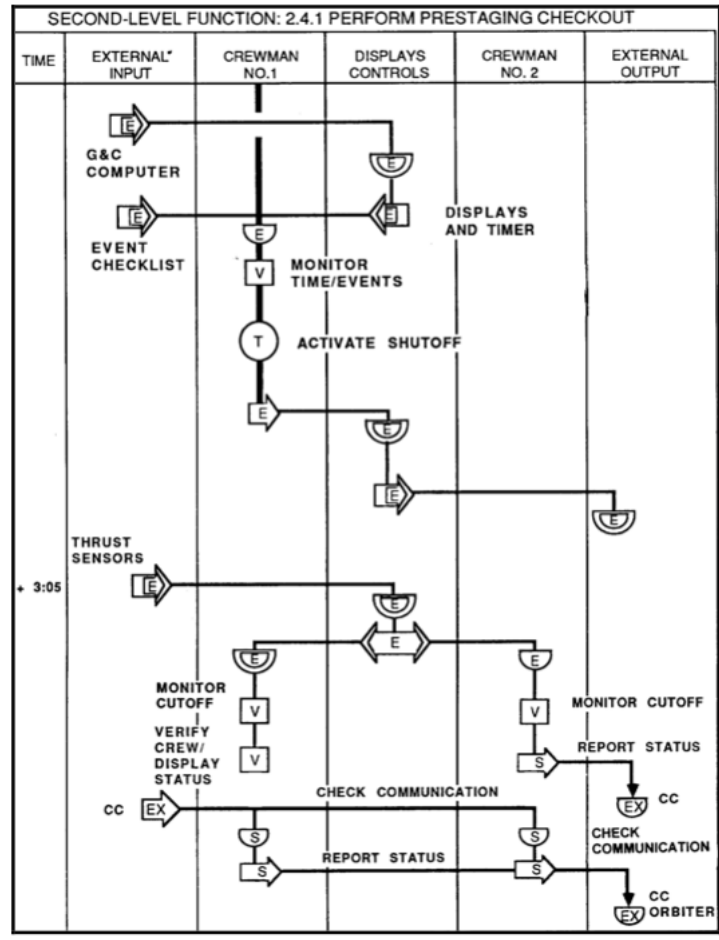 SECOND-LEVEL FUNCTION: 2.4.1 PERFORM PRESTAGING CHECKOUT
TIME
EXTERNAL*
INPUT
CREWMAN
NO.1
DISPLAYS
CONTROLS
CREWMAN
NO. 2
EXTERNAL
OUTPUT
E
G&C
COMPUTER
E
E
E
DISPLAYS
AND TIMER
EVENT
CHECKLIST
E
V
MONITOR
TIME/EVENTS
T
ACTIVATE SHUTOFF
E
E
E
E
THRUST
SENSORS
+ 3:05
E
E
E
E
E
MONITOR
CUTOFF
V
V
MONITOR CUTOFF
VERIFY
CREW/
DISPLAY
STATUS
V
S
REPORT STATUS
CC
EX
CHECK COMMUNICATION
EX
CC
S
S
CHECK
COMMUNICATION
S
REPORT STATUS
S
EX
CC
ORBITER